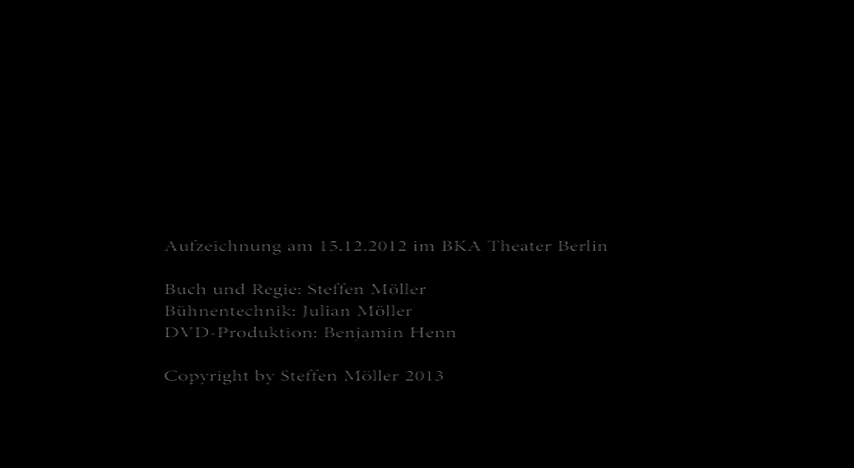 Aufzeichnung am 15.12.2012 im BKA Theater Berlin
Buch und Regie: Steffen Möller
Bühnentechnik: Julian Möller
DVD-Produktion: Benjamin Henn
Copyright by Steffen Möller 2013